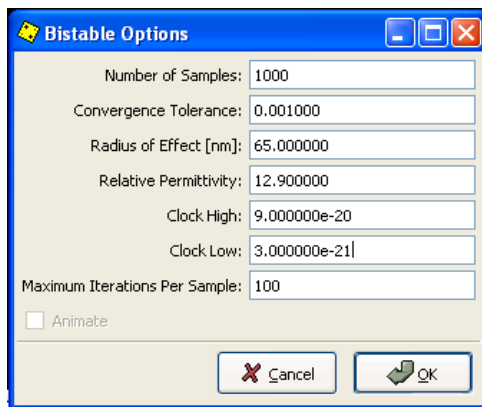 Bistable Options
Number of Samples: 1000
Convergence Tolerance: 0.001000
Radius of Effect [nm]: 65.000000
Relative Permittivity: 12.900000
Clock High: 9.000000e-20
Clock Low: 3.000000e-21
Maximum Iterations Per Sample: 100
Animate
Cancel OK